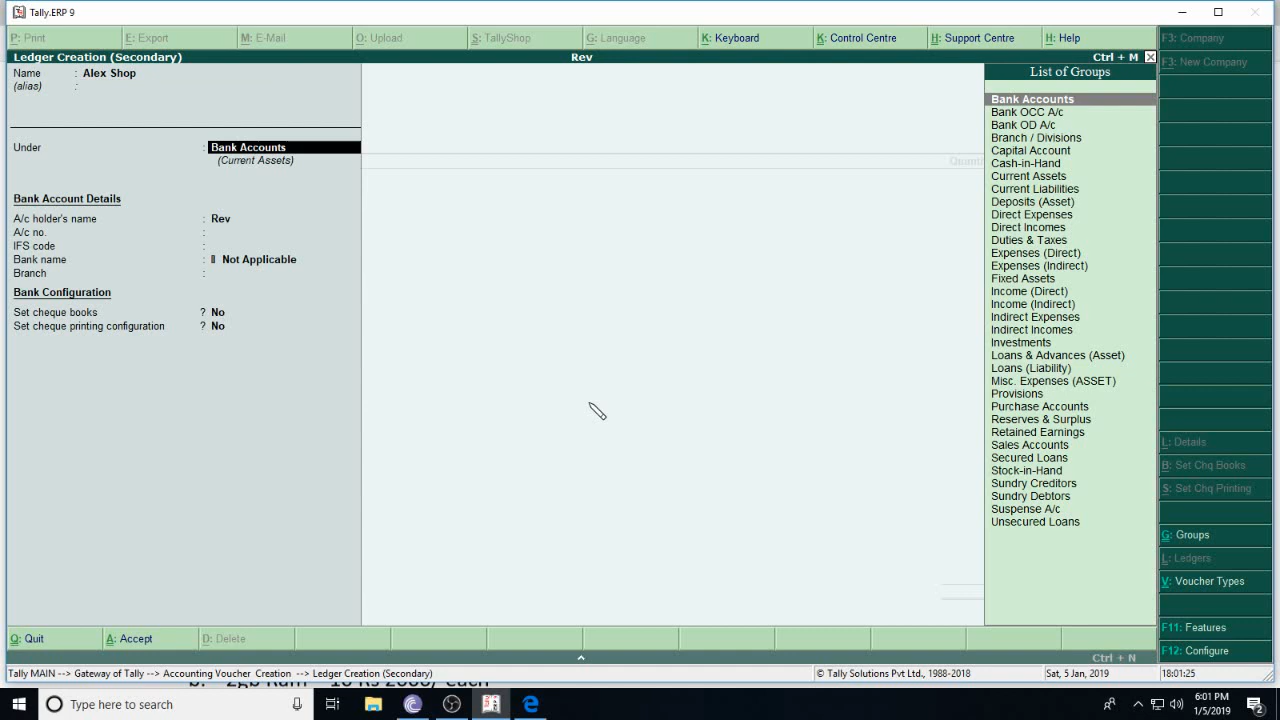 Tally.ERP 9
P: Print E: Export M: E-Mail O: Upload S: TallyShop G: Language K: Keyboard K: Control Centre H: Support Centre H: Help
F3: Company
F3: New Company
Ledger Creation (Secondary) Rev Ctrl + M
Name : Alex Shop
(alias) :
Under : Bank Accounts
(Current Assets)
Bank Account Details
A/c holder's name : Rev
A/c no. :
IFS code :
Bank name : Not Applicable
Branch :
Bank Configuration
Set cheque books ? No
Set cheque printing configuration ? No
List of Groups
Bank Accounts
Bank OCC A/c
Bank OD A/c
Branch / Divisions
Capital Account
Cash-in-Hand
Current Assets
Current Liabilities
Deposits (Asset)
Direct Expenses
Direct Incomes
Duties & Taxes
Expenses (Direct)
Expenses (Indirect)
Fixed Assets
Income (Direct)
Income (Indirect)
Indirect Expenses
Indirect Incomes
Investments
Loans & Advances (Asset)
Loans (Liability)
Misc. Expenses (ASSET)
Provisions
Purchase Accounts
Reserves & Surplus
Retained Earnings
Sales Accounts
Secured Loans
Stock-in-Hand
Sundry Creditors
Sundry Debtors
Suspense A/c
Unsecured Loans
L: Details
B: Set Chq Books
S: Set Chq Printing
G: Groups
L: Ledgers
V: Voucher Types
F11: Features
F12: Configure
Q: Quit A: Accept D: Delete
Ctrl + N
Tally MAIN --> Gateway of Tally --> Accounting Voucher Creation --> Ledger Creation (Secondary) © Tally Solutions Pvt Ltd., 1988-2018 Sat, 5 Jan, 2019 18:01:25
Type here to search
6:01 PM
1/5/2019
2